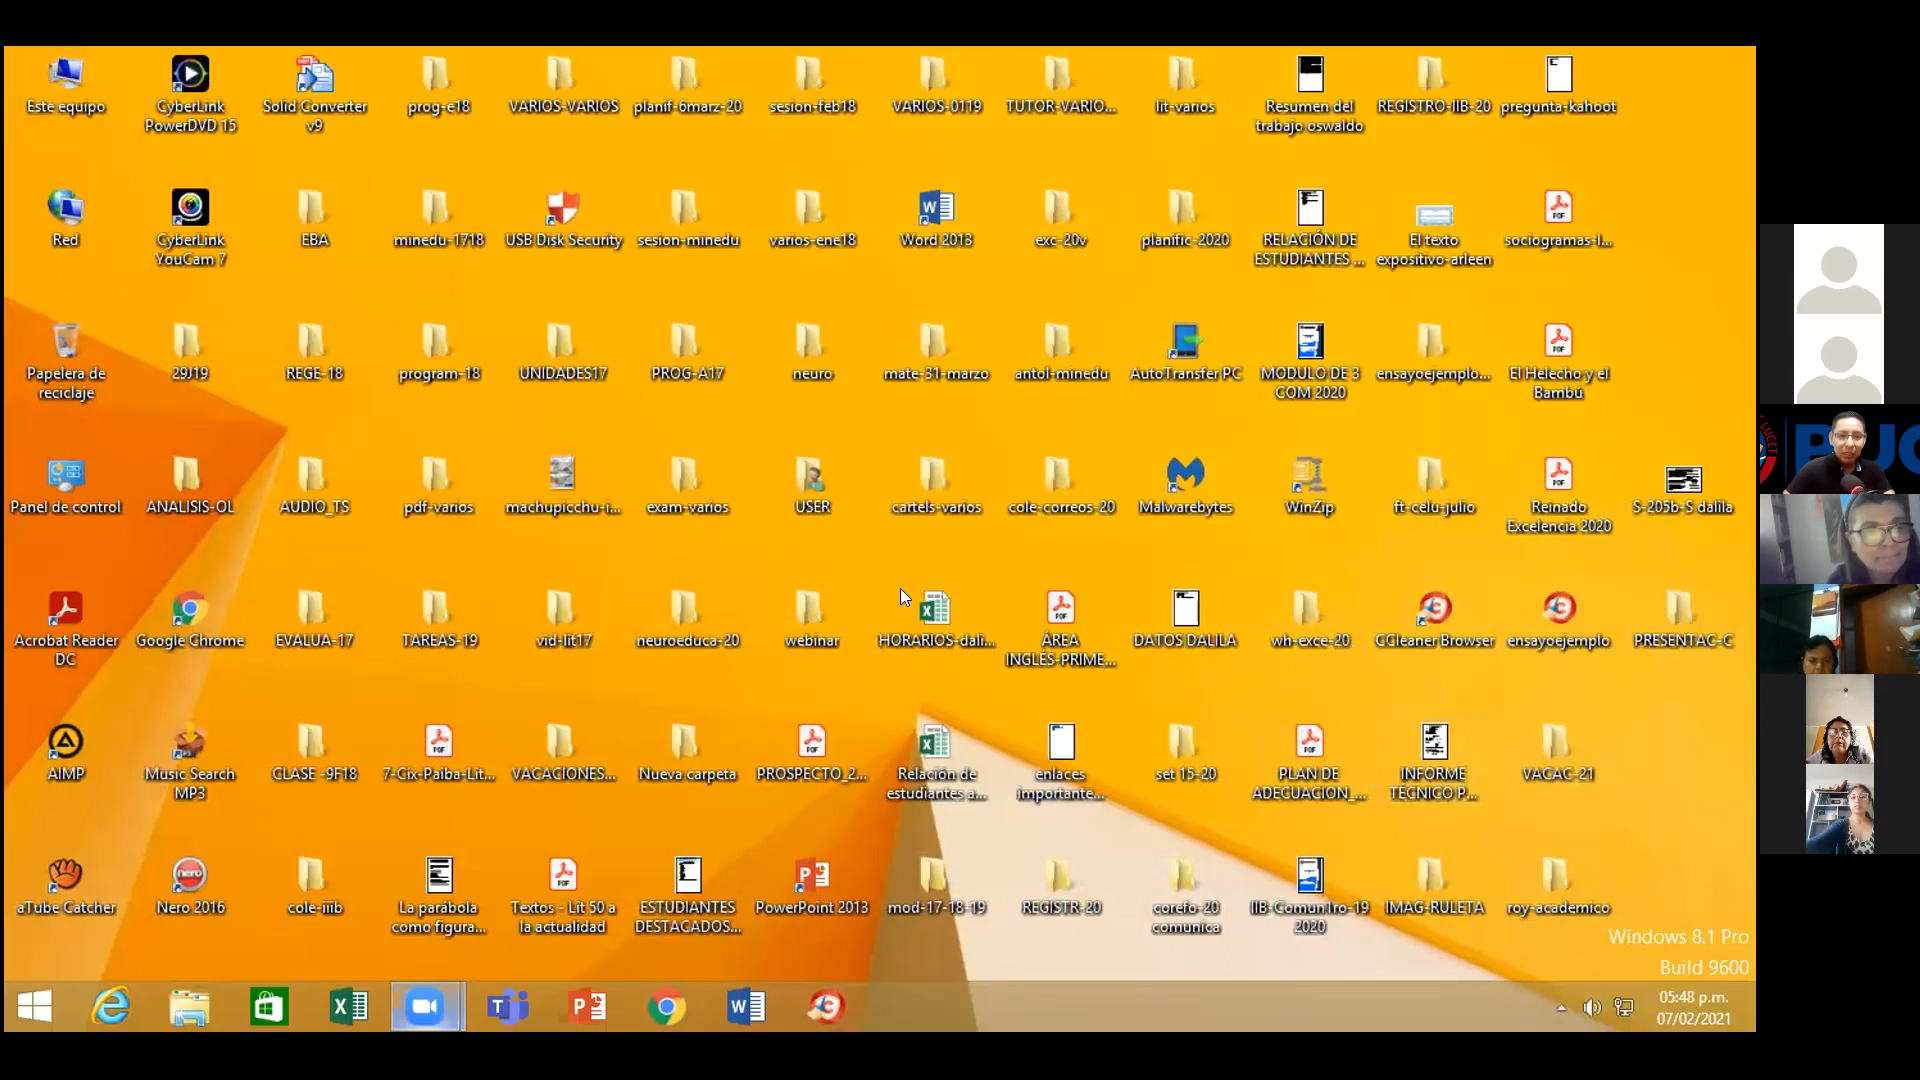 Este equipo
CyberLink
PowerDVD 15
Solid Converter
v9
prog-e18
VARIOS-VARIOS
planif-6marz-20
sesion-feb18
VARIOS-0119
TUTOR-VARIO...
lit-varios
Resumen del
trabajo oswaldo
REGISTRO-IIB-20
pregunta-kahoot
Red
CyberLink
YouCam 7
EBA
minedu-1718
USB Disk Security
sesion-minedu
varios-ene18
Word 2013
exc-20v
planific-2020
RELACIÓN DE
ESTUDIANTES ...
El texto
expositivo-arleen
sociogramas-l...
Papelera de
reciclaje
29J19
REGE-18
program-18
UNIDADES17
PROG-A17
neuro
mate-31-marzo
antol-minedu
AutoTransfer PC
MODULO DE 3
COM 2020
ensayoejemplo...
El Helecho y el
Bambú
Panel de control
ANALISIS-OL
AUDIO_TS
pdf-varios
machupicchu-i...
exam-varios
USER
cartels-varios
cole-correos-20
Malwarebytes
WinZip
ft-celu-julio
Reinado
Excelencia 2020
S-205b-S dalila
Acrobat Reader
DC
Google Chrome
EVALUA-17
TAREAS-19
vid-lit17
neuroeduca-20
webinar
HORARIOS-dali...
ÁREA
INGLÉS-PRIME...
DATOS DALILA
wh-exce-20
CCleaner Browser
ensayoejemplo
PRESENTAC-C
AIMP
Music Search
MP3
CLASE -9F18
7-Cix-Paiba-Lit...
VACACIONES...
Nueva carpeta
PROSPECTO_2...
Relación de
estudiantes a...
enlaces
importante...
set 15-20
PLAN DE
ADECUACION_...
INFORME
TÉCNICO P...
VACAC-21
aTube Catcher
Nero 2016
cole-iiib
La parábola
como figura...
Textos - Lit 50 a
la actualidad
ESTUDIANTES
DESTACADOS...
PowerPoint 2013
mod-17-18-19
REGISTR-20
corefo-20
comunica
IIB-Comun1ro-19
2020
IMAG-RULETA
roy-academico
Windows 8.1 Pro
Build 9600
05:48 p.m.
07/02/2021